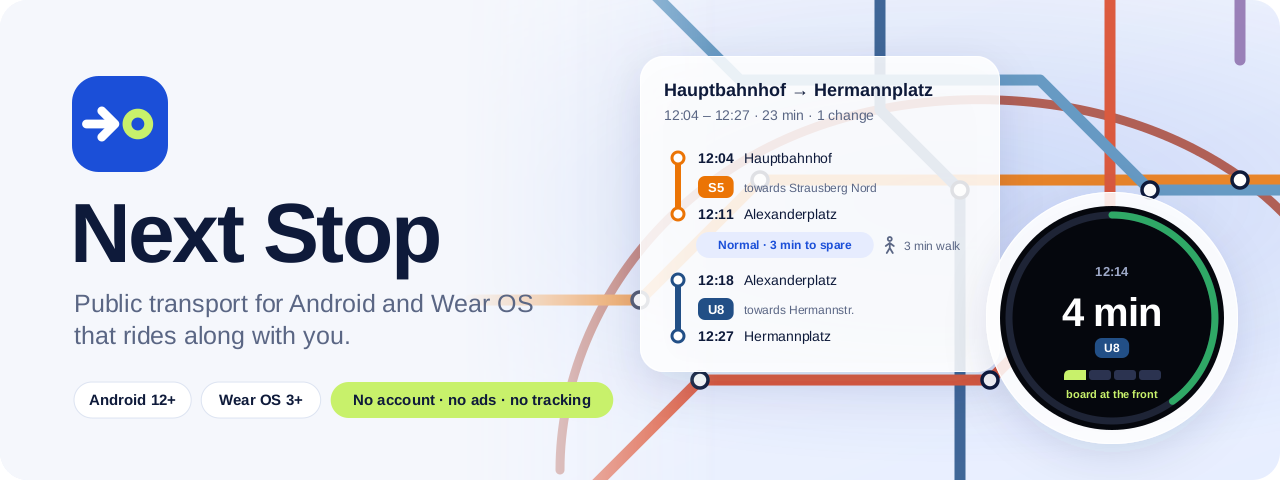 Next Stop
Public transport for Android and Wear OS
that rides along with you.
Android 12+
Wear OS 3+
No account · no ads · no tracking
Hauptbahnhof → Hermannplatz
12:04 – 12:27 · 23 min · 1 change
12:04 Hauptbahnhof
S5 towards Strausberg Nord
12:11 Alexanderplatz
Normal · 3 min to spare 3 min walk
12:18 Alexanderplatz
U8 towards Hermannstr.
12:27 Hermannplatz
12:14
4 min
U8
board at the front